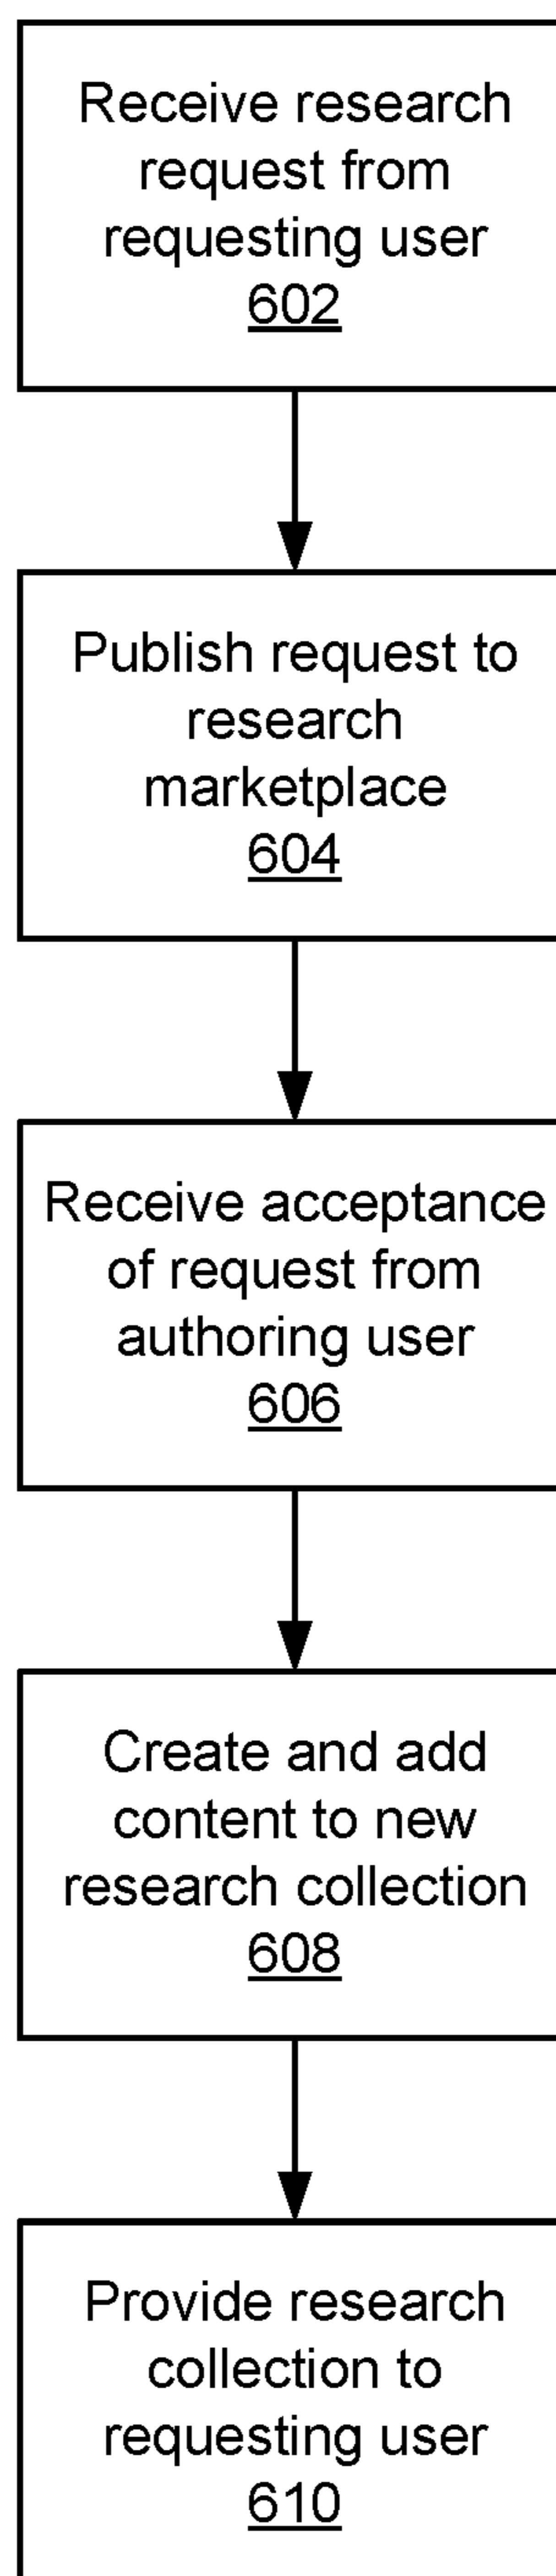 Receive research
request from
requesting user
602
Publish request to
research
marketplace
604
Receive acceptance
of request from
authoring user
606
Create and add
content to new
research collection
608
Provide research
collection to
requesting user
610